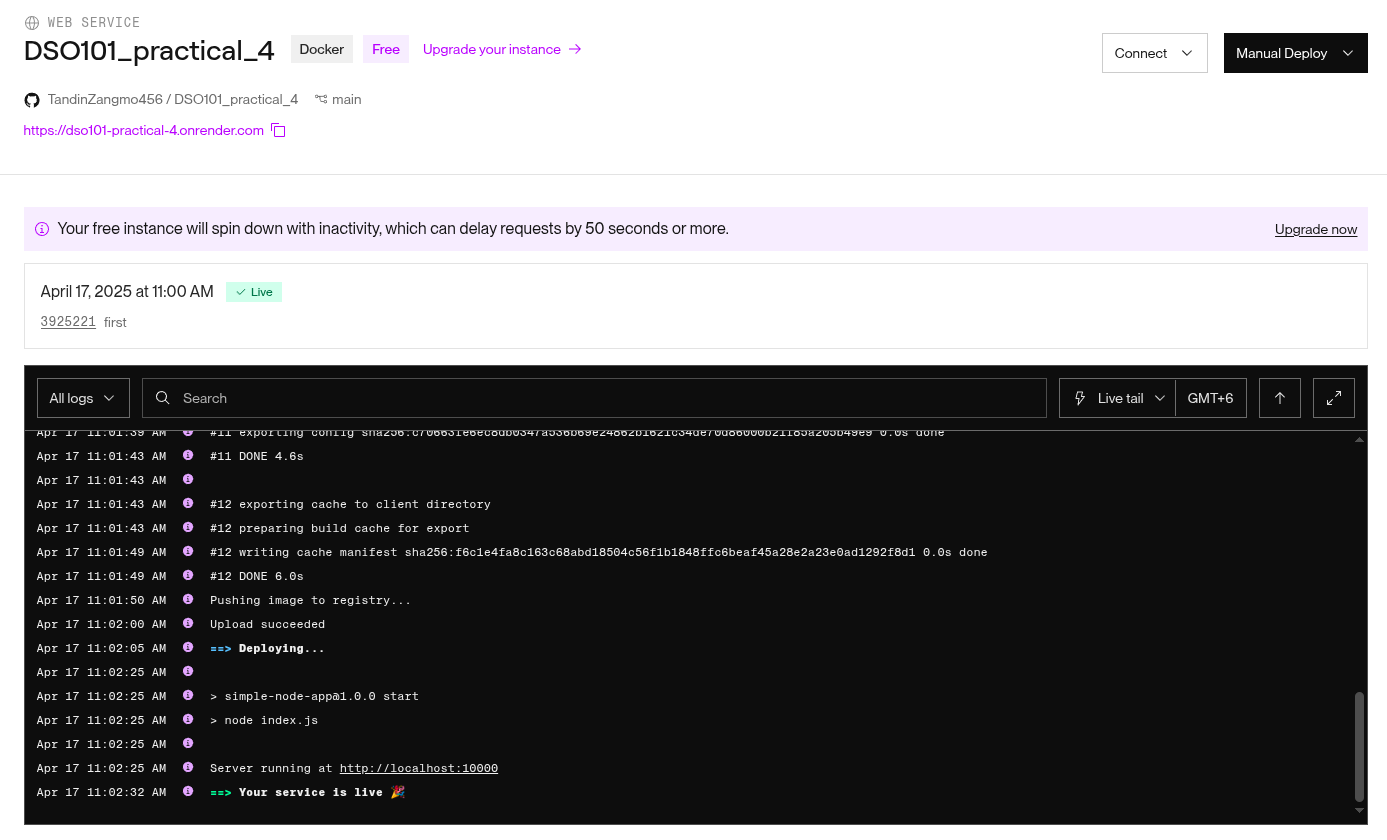 WEB SERVICE
DSO101_practical_4 Docker Free Upgrade your instance → Connect Manual Deploy
TandinZangmo456 / DSO101_practical_4 main
https://dso101-practical-4.onrender.com
Your free instance will spin down with inactivity, which can delay requests by 50 seconds or more. Upgrade now
April 17, 2025 at 11:00 AM ✓ Live
3925221 first
All logs Search Live tail GMT+6
Apr 17 11:01:39 AM #11 exporting config
Apr 17 11:01:43 AM #11 DONE 4.6s
Apr 17 11:01:43 AM
Apr 17 11:01:43 AM #12 exporting cache to client directory
Apr 17 11:01:43 AM #12 preparing build cache for export
Apr 17 11:01:49 AM #12 writing cache manifest sha256:f6c1e4fa8c163c68abd18504c56f1b1848ffc6beaf45a28e2a23e0ad1292f8d1 0.0s done
Apr 17 11:01:49 AM #12 DONE 6.0s
Apr 17 11:01:50 AM Pushing image to registry...
Apr 17 11:02:00 AM Upload succeeded
Apr 17 11:02:05 AM ==> Deploying...
Apr 17 11:02:25 AM
Apr 17 11:02:25 AM > simple-node-app@1.0.0 start
Apr 17 11:02:25 AM > node index.js
Apr 17 11:02:25 AM
Apr 17 11:02:25 AM Server running at http://localhost:10000
Apr 17 11:02:32 AM ==> Your service is live 🎉